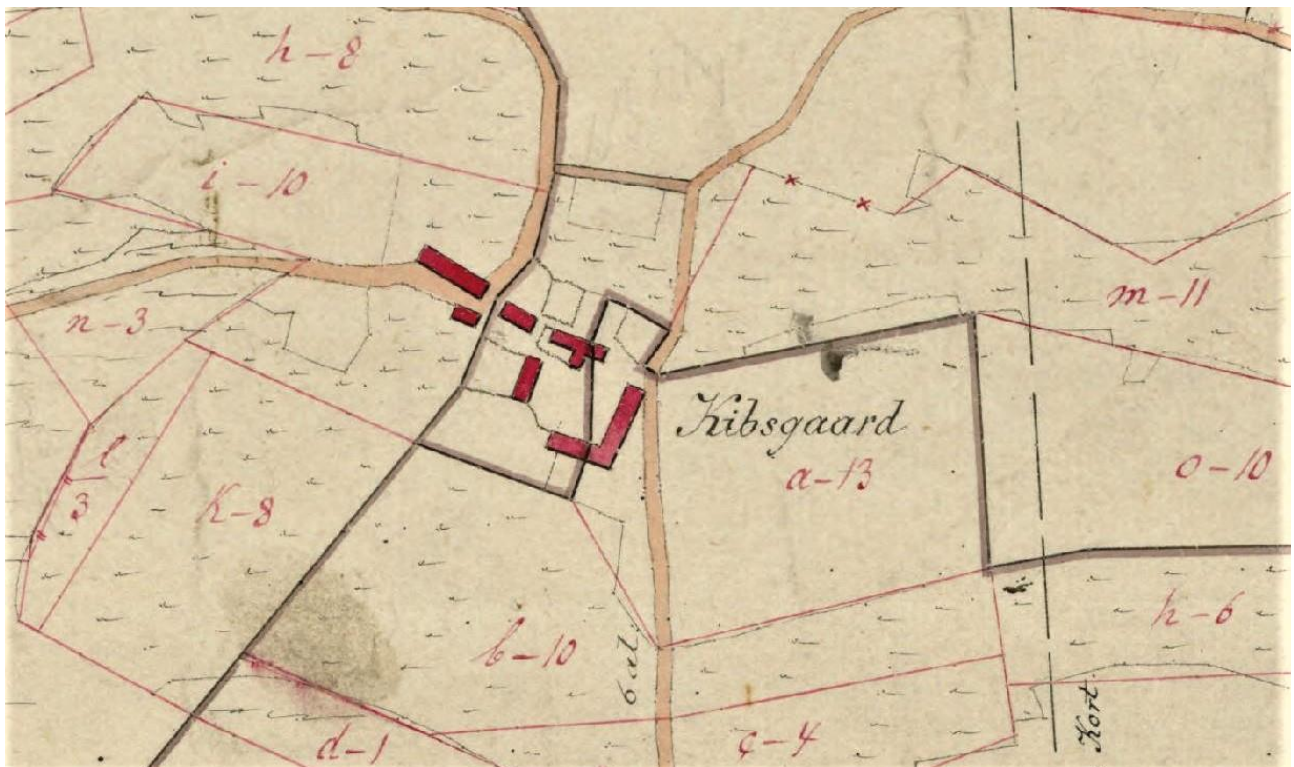 h-8
i-10
m-11
n-3
Kibsgaard
o-10
a-13
l
3
K-8
h-6
b-10
6 al.
Kort
d-1
c-4